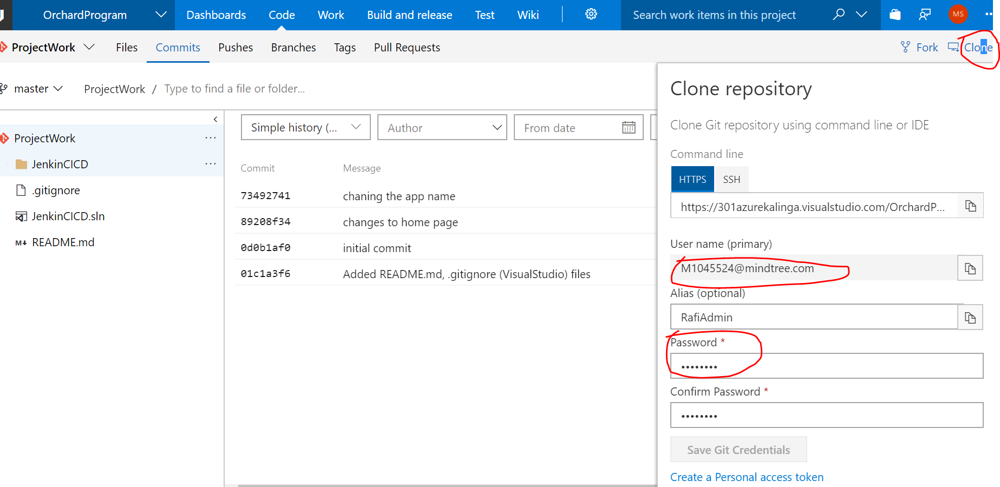 OrchardProgram Dashboards Code Work Build and release Test Wiki Search work items in this project MS
ProjectWork Files Commits Pushes Branches Tags Pull Requests Fork Clone
master ProjectWork / Type to find a file or folder...
Clone repository
Clone Git repository using command line or IDE
Command line
HTTPS SSH
https://301azurekalinga.visualstudio.com/OrchardP...
User name (primary)
M1045524@mindtree.com
Alias (optional)
RafiAdmin
Password *
••••••••
Confirm Password *
••••••••
Save Git Credentials
Create a Personal access token
ProjectWork ...
JenkinCICD ...
.gitignore
JenkinCICD.sln
M↓ README.md
Simple history (... Author From date
Commit Message
73492741 chaning the app name
89208f34 changes to home page
0d0b1af0 initial commit
01c1a3f6 Added README.md, .gitignore (VisualStudio) files